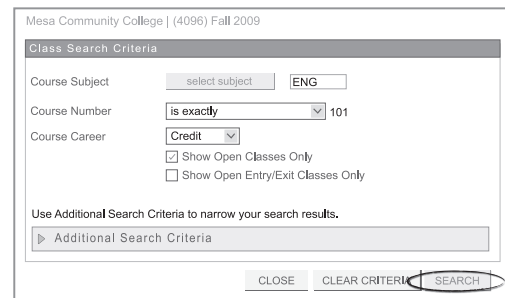 Mesa Community College | (4096) Fall 2009
Class Search Criteria
Course Subject select subject ENG
Course Number is exactly 101
Course Career Credit
Show Open Classes Only
Show Open Entry/Exit Classes Only
Use Additional Search Criteria to narrow your search results.
Additional Search Criteria
CLOSE CLEAR CRITERIA SEARCH